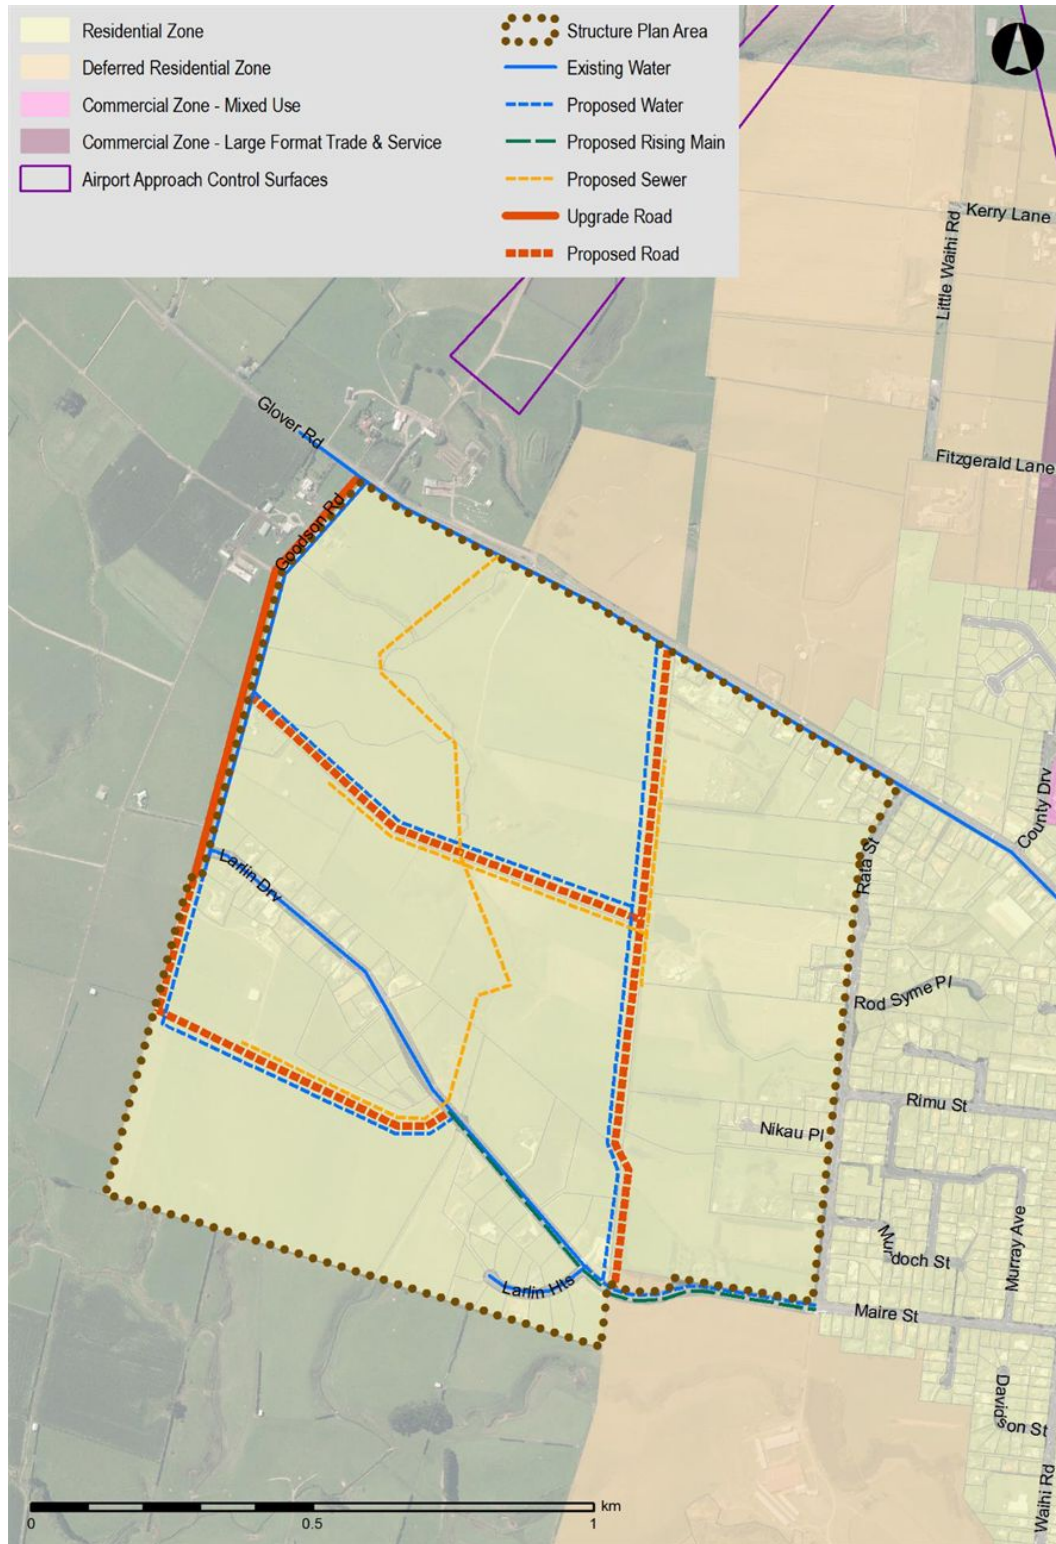 Residential Zone
Deferred Residential Zone
Commercial Zone - Mixed Use
Commercial Zone - Large Format Trade & Service
Airport Approach Control Surfaces
Structure Plan Area
Existing Water
Proposed Water
Proposed Rising Main
Proposed Sewer
Upgrade Road
Proposed Road
Kerry Lane
Little Waihi Rd
Glover Rd
Fitzgerald Lane
Goodson Rd
County Drv
Rata St
Larlin Drv
Rod Syme Pl
Rimu St
Nikau Pl
Murdoch St
Murray Ave
Larlin Hts
Maire St
Davidson St
Waihi Rd
0 0.5 1 km